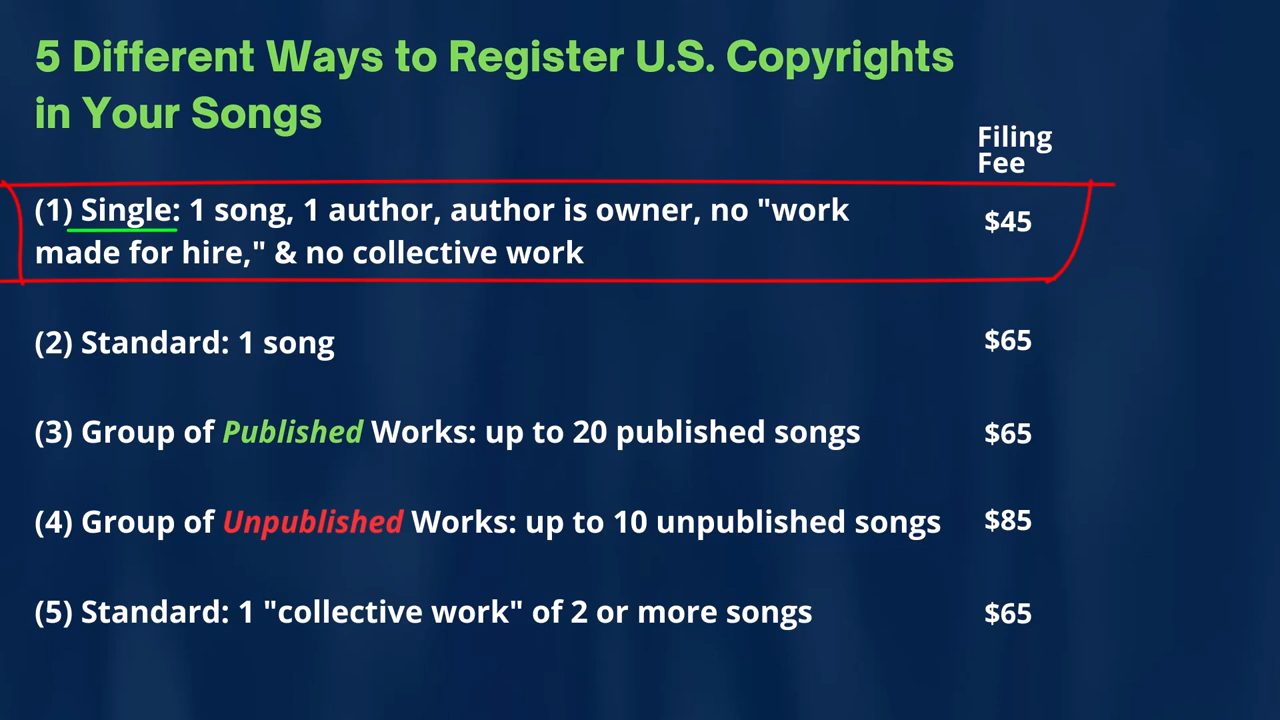 5 Different Ways to Register U.S. Copyrights
in Your Songs
Filing
Fee
(1) Single: 1 song, 1 author, author is owner, no "work
made for hire," & no collective work
$45
(2) Standard: 1 song
$65
(3) Group of Published Works: up to 20 published songs
$65
(4) Group of Unpublished Works: up to 10 unpublished songs
$85
(5) Standard: 1 "collective work" of 2 or more songs
$65